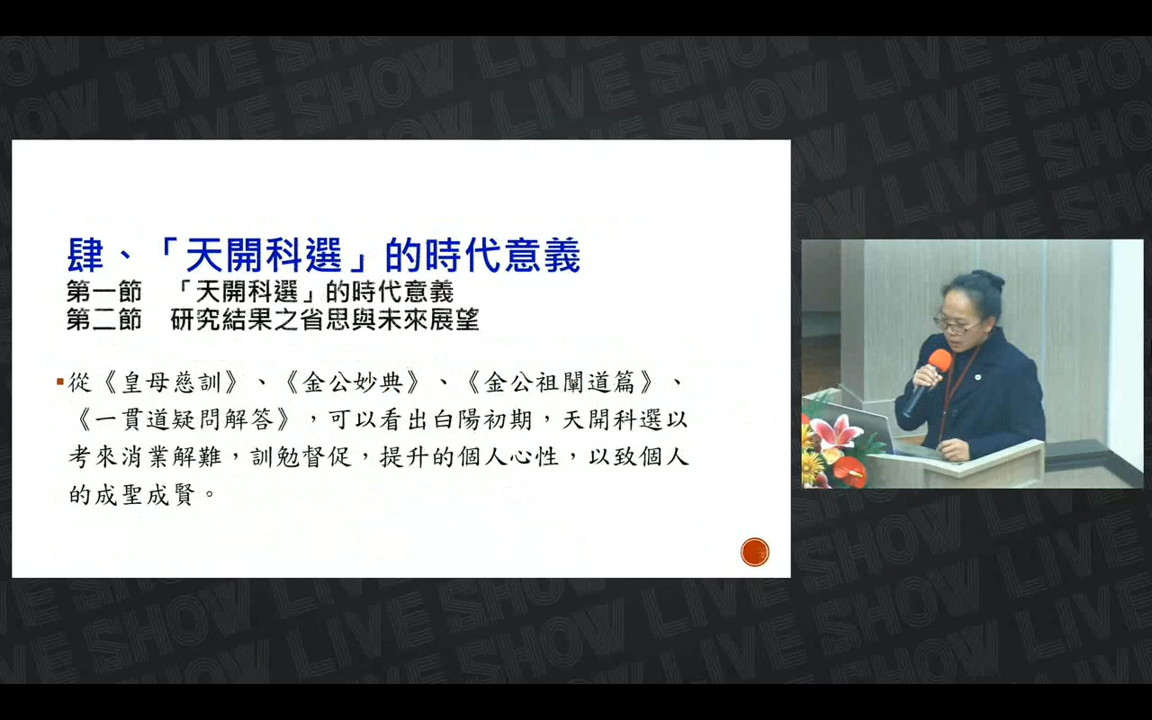 肆、「天開科選」的時代意義
第一節　「天開科選」的時代意義
第二節　研究結果之省思與未來展望
從《皇母慈訓》、《金公妙典》、《金公祖闡道篇》、
《一貫道疑問解答》，可以看出白陽初期，天開科選以
考來消業解難，訓勉督促，提升的個人心性，以致個人
的成聖成賢。
LIVE SHOW